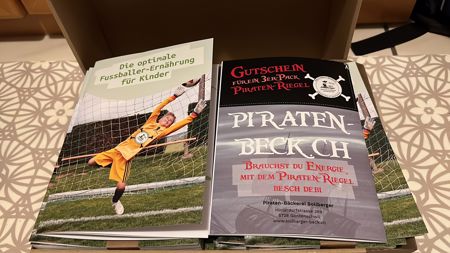 Die optimale
Fussballer-Ernährung
für Kinder
GUTSCHEIN
FÜR EIN 3ER PACK
PIRATEN-RIEGEL
PIRATEN-
BECK.CH
BRAUCHST DU ENERGIE
MIT DEM PIRATEN-RIEGEL
BESCH DEBI
Piraten-Bäckerei Bolliger